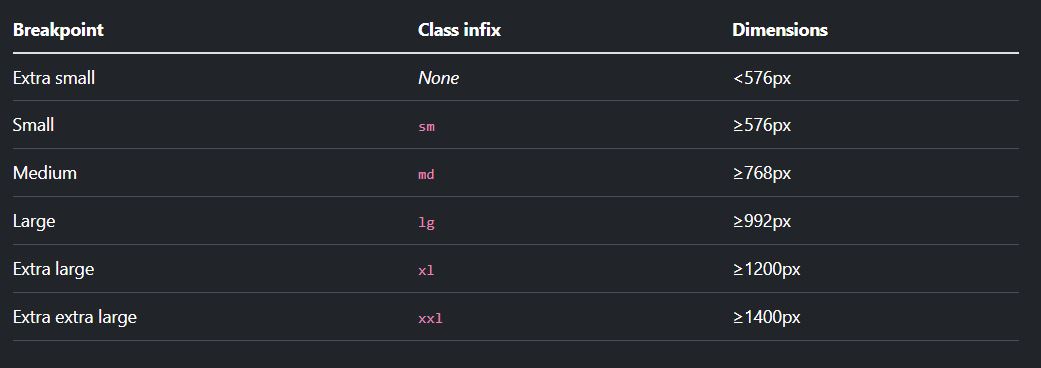 Breakpoint Class infix Dimensions
Extra small None <576px
Small sm ≥576px
Medium md ≥768px
Large lg ≥992px
Extra large xl ≥1200px
Extra extra large xxl ≥1400px